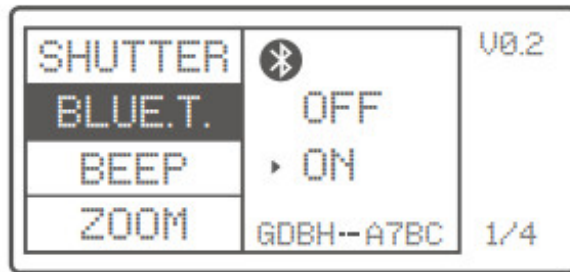 SHUTTER
BLUE.T.
BEEP
ZOOM
OFF
▸ ON
GDBH--A7BC
V0.2
1/4